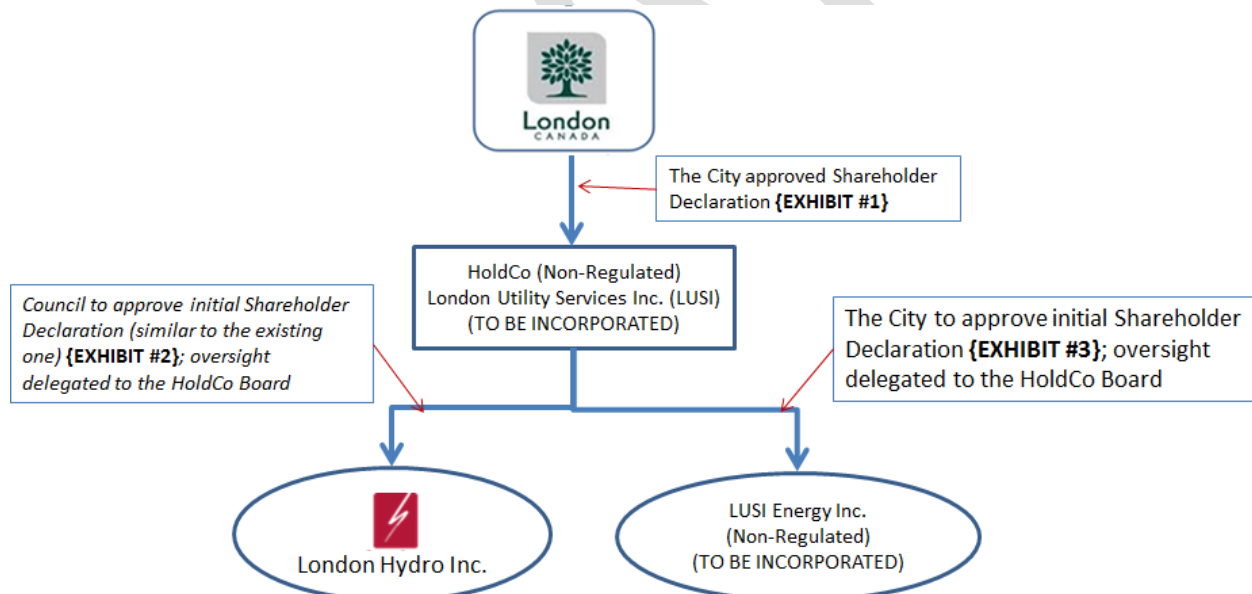 London
CANADA
The City approved Shareholder
Declaration {EXHIBIT #1}
HoldCo (Non-Regulated)
London Utility Services Inc. (LUSI)
(TO BE INCORPORATED)
Council to approve initial Shareholder
Declaration (similar to the existing
one) {EXHIBIT #2}; oversight
delegated to the HoldCo Board
The City to approve initial Shareholder
Declaration {EXHIBIT #3}; oversight
delegated to the HoldCo Board
London Hydro Inc.
LUSI Energy Inc.
(Non-Regulated)
(TO BE INCORPORATED)